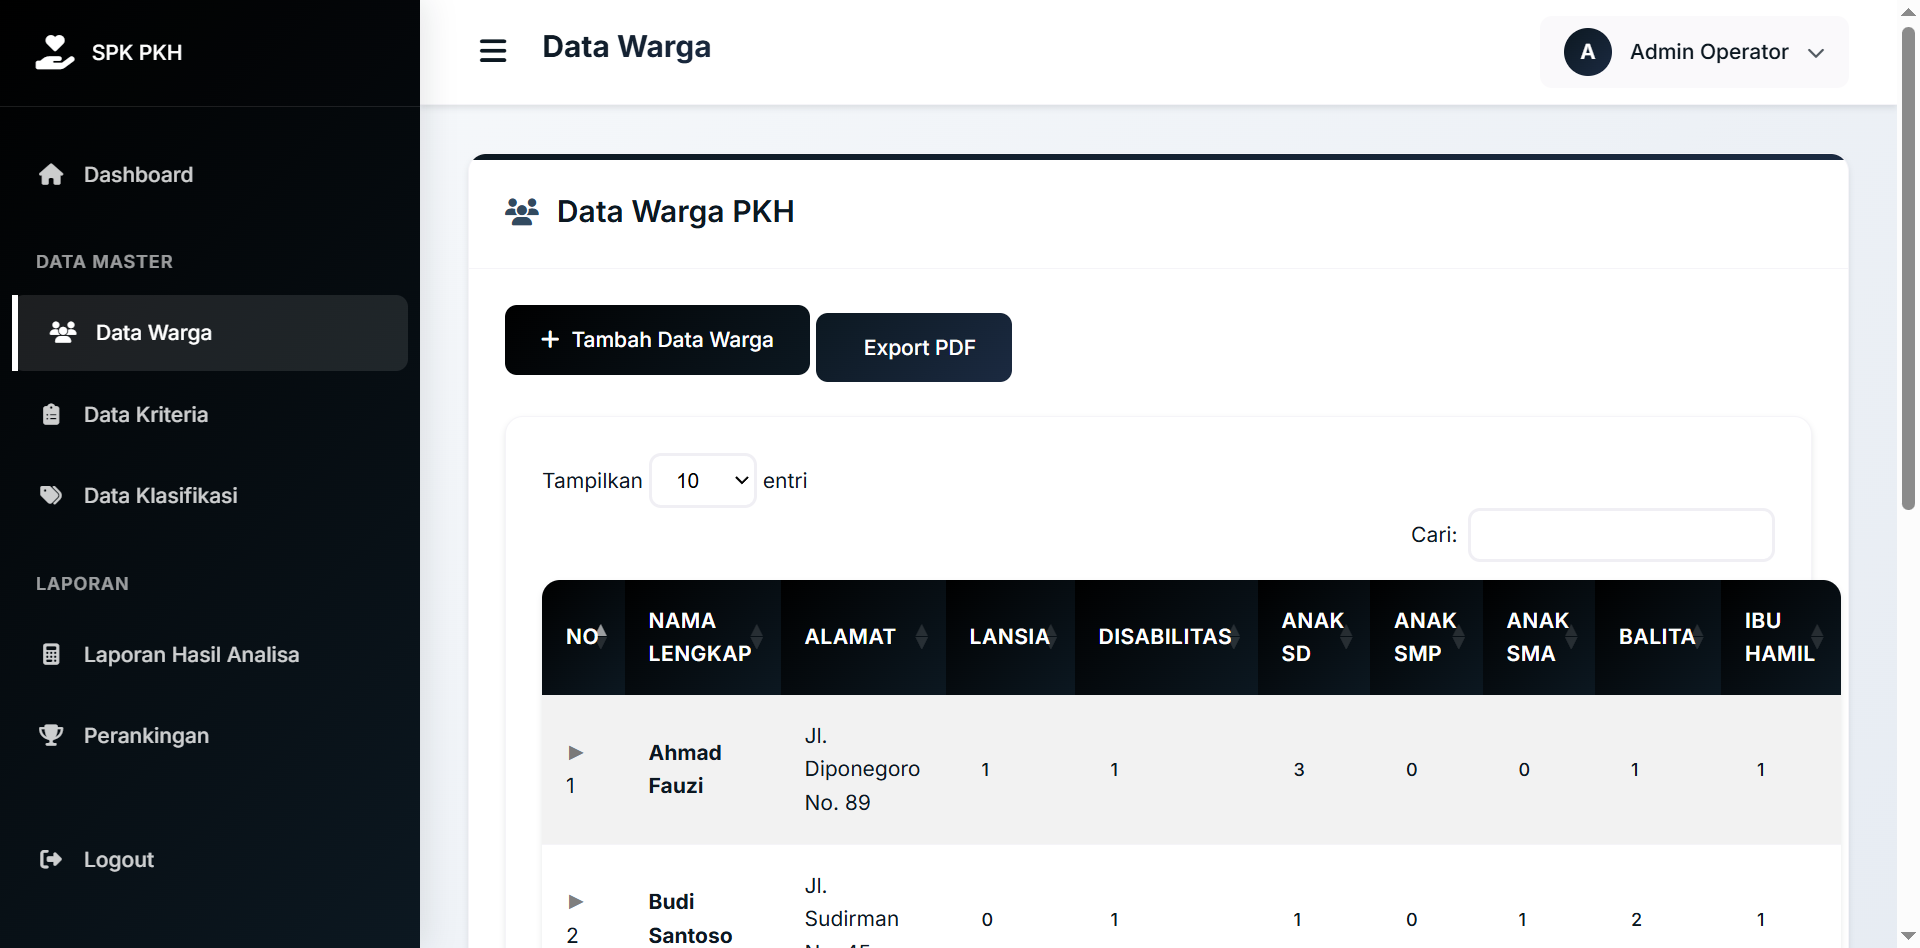 SPK PKH
Dashboard
DATA MASTER
Data Warga
Data Kriteria
Data Klasifikasi
LAPORAN
Laporan Hasil Analisa
Perankingan
Logout
Data Warga
A Admin Operator
Data Warga PKH
+ Tambah Data Warga
Export PDF
Tampilkan 10 entri
Cari:
NO NAMA LENGKAP ALAMAT LANSIA DISABILITAS ANAK SD ANAK SMP ANAK SMA BALITA IBU HAMIL
1 Ahmad Fauzi Jl. Diponegoro No. 89 1 1 3 0 0 1 1
2 Budi Santoso Jl. Sudirman 0 1 1 0 1 2 1